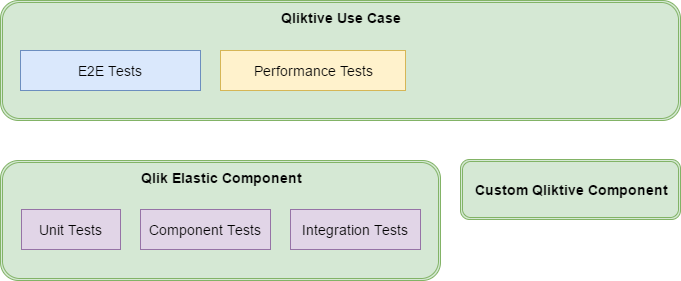 Qliktive Use Case
E2E Tests
Performance Tests
Qlik Elastic Component
Unit Tests
Component Tests
Integration Tests
Custom Qliktive Component